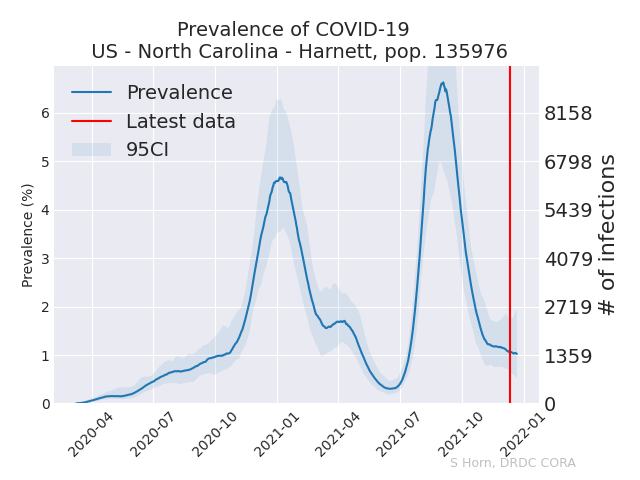 Prevalence of COVID-19
US - North Carolina - Harnett, pop. 135976
Prevalence
Latest data
95CI
Prevalence (%)
6
5
4
3
2
1
0
8158
6798
5439
4079
2719
1359
0
# of infections
2020-04
2020-07
2020-10
2021-01
2021-04
2021-07
2021-10
2022-01
S Horn, DRDC CORA